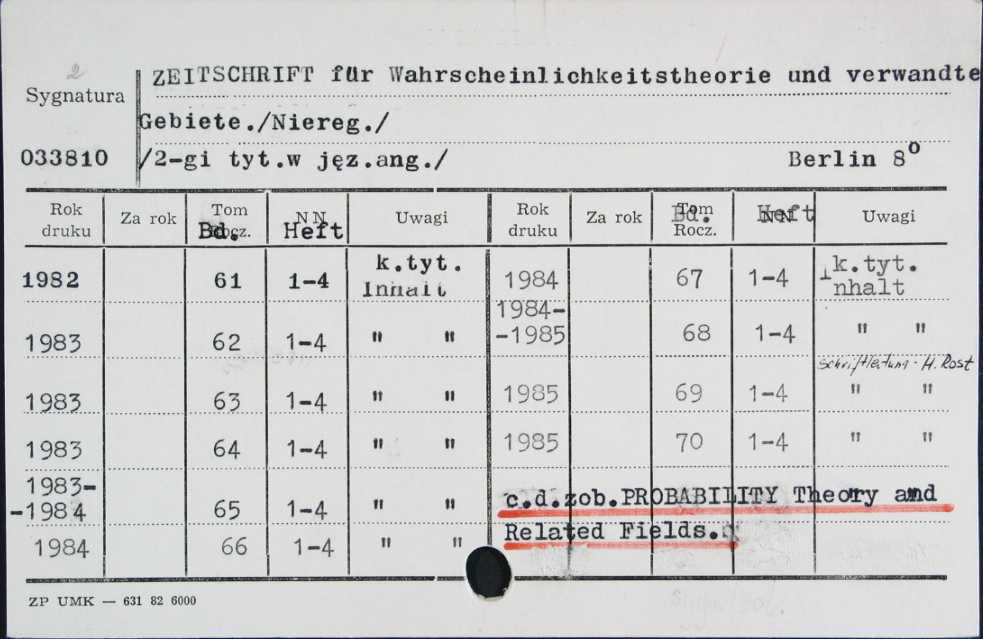 2
Sygnatura
ZEITSCHRIFT für Wahrscheinlichkeitstheorie und verwandte
Gebiete./Niereg./
033810 /2-gi tyt.w jęz.ang./ Berlin 8°
Rok druku Za rok Tom Rocz. Bd. NN Heft Uwagi Rok druku Za rok Tom Rocz. Bd. NN Heft Uwagi
1982 61 1-4 k.tyt. Inhalt 1984 67 1-4 k.tyt. Inhalt
1983 62 1-4 " " 1984--1985 68 1-4 " "
Schriftleitung · H. Rost
1983 63 1-4 " " 1985 69 1-4 " "
1983 64 1-4 " " 1985 70 1-4 " "
1983--1984 65 1-4 " " c.d.zob.PROBABILITY Theory and
1984 66 1-4 " " Related Fields.
ZP UMK — 631 82 6000